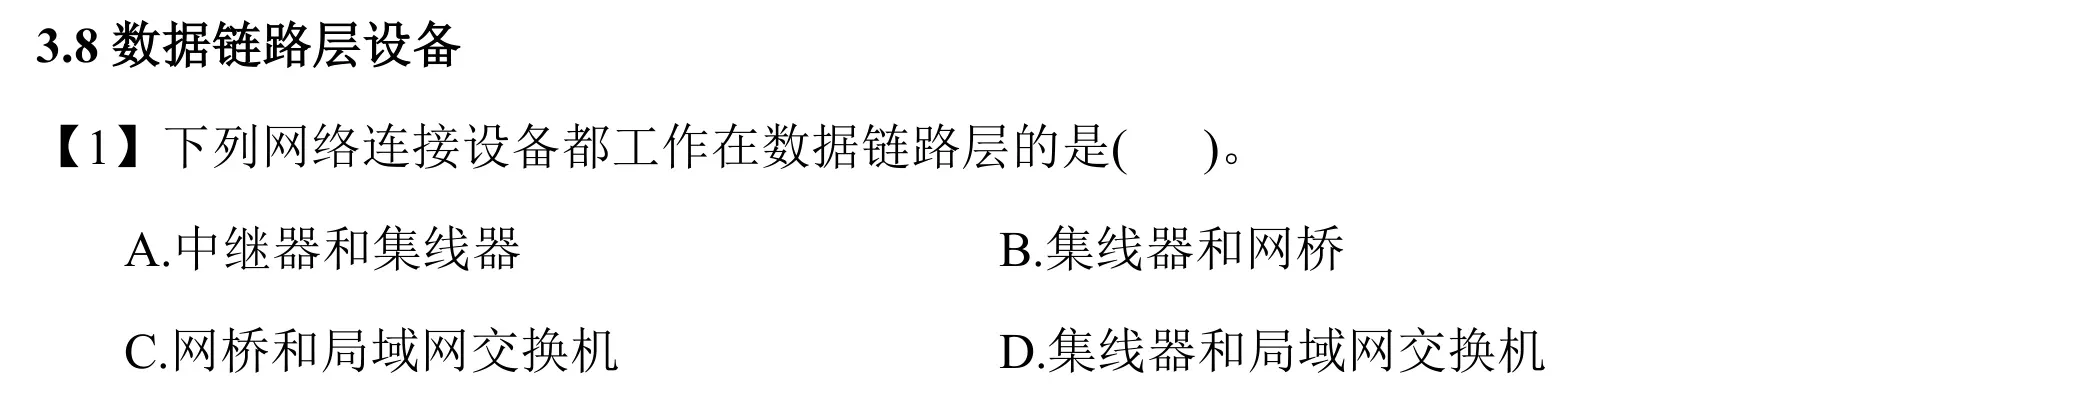 3.8 数据链路层设备
【1】下列网络连接设备都工作在数据链路层的是(    )。
A.中继器和集线器    B.集线器和网桥
C.网桥和局域网交换机    D.集线器和局域网交换机